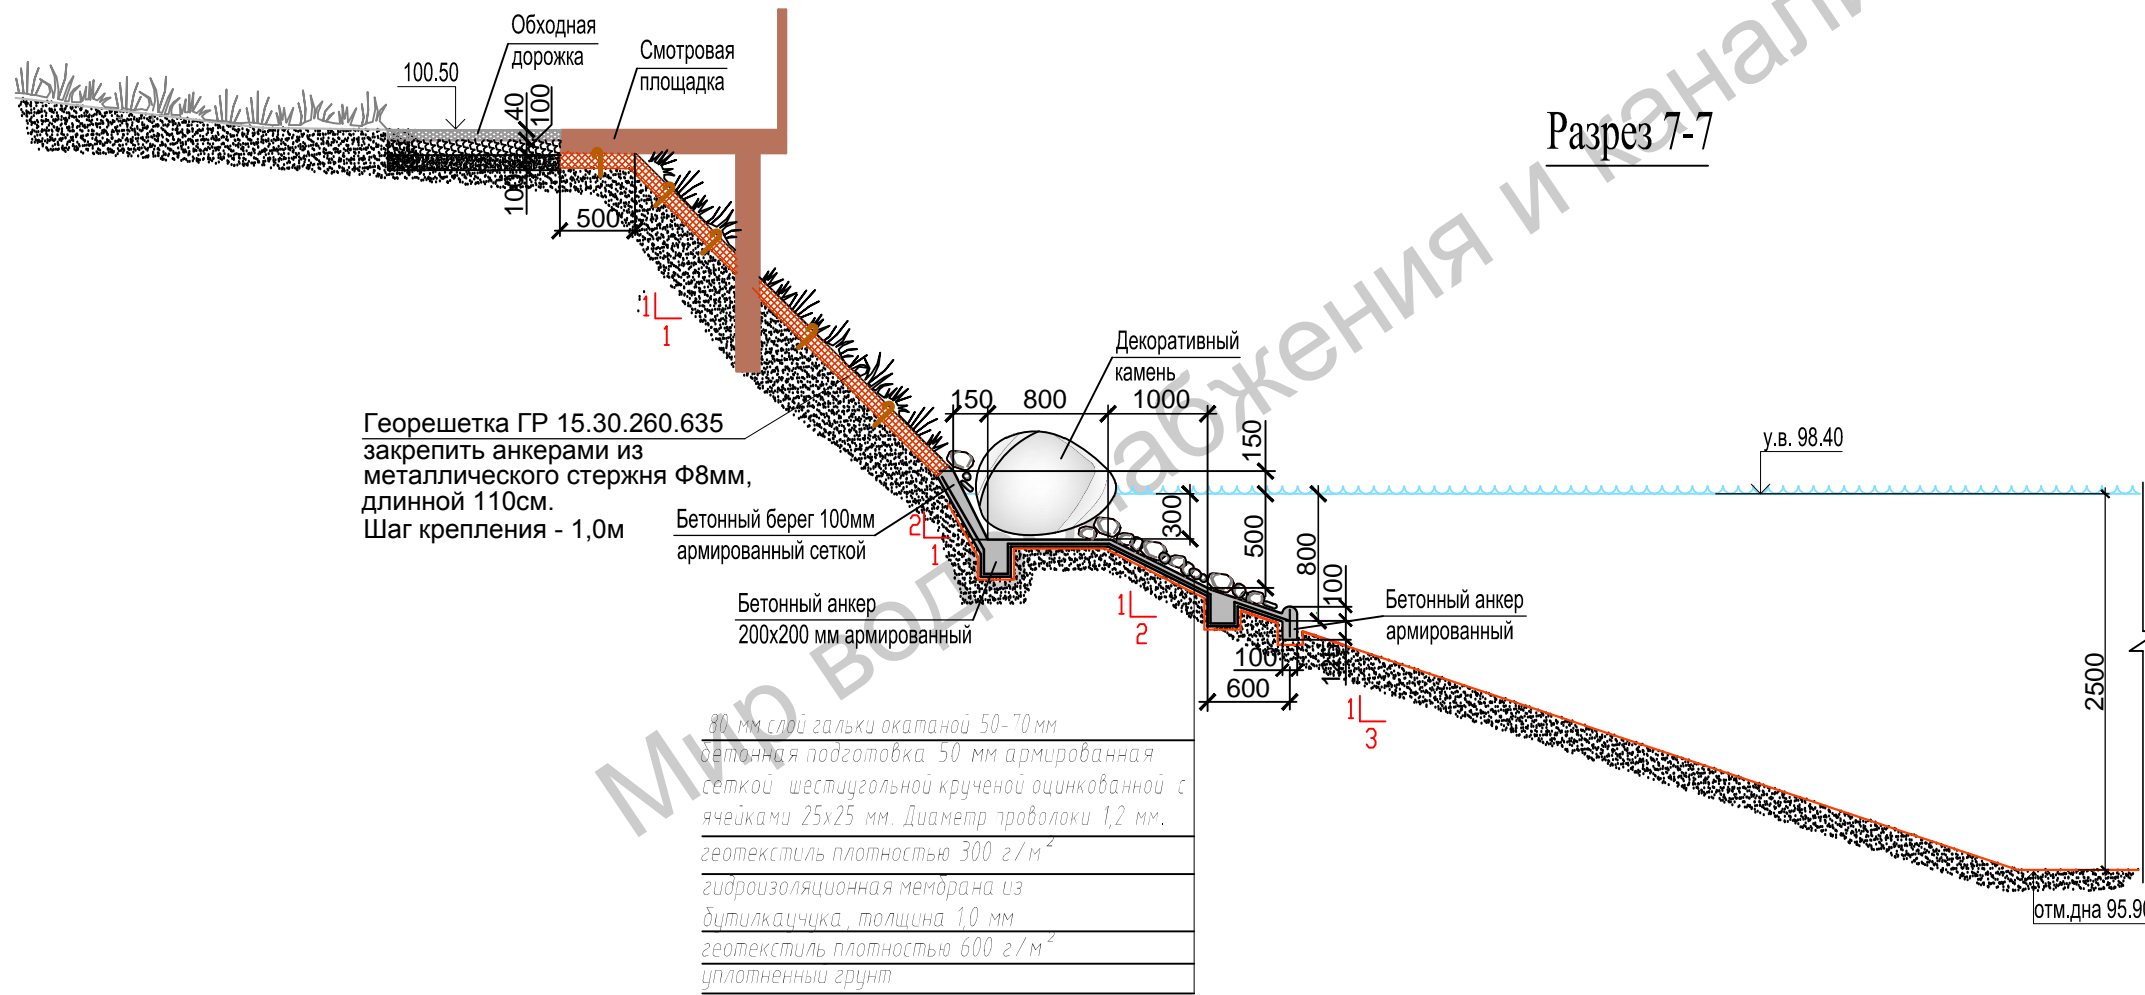 Обходная
дорожка
Смотровая
площадка
100.50
40
100
100
500
Разрез 7-7
1
1
Декоративный
камень
150
800
1000
150
Георешетка ГР 15.30.260.635
закрепить анкерами из
металлического стержня Ф8мм,
длинной 110см.
Шаг крепления - 1,0м
у.в. 98.40
Бетонный берег 100мм
армированный сеткой
2
1
300
500
800
100
Бетонный анкер
200х200 мм армированный
1
2
Бетонный анкер
армированный
100
600
2500
1
3
80 мм слой гальки окатаной 50-70мм
бетонная подготовка 50 мм армированная
сеткой шестиугольной крученой оцинкованной с
ячейками 25х25 мм. Диаметр проволоки 1,2 мм.
геотекстиль плотностью 300 г/м²
гидроизоляционная мембрана из
бутилкаучука, толщина 1,0 мм
геотекстиль плотностью 600 г/м²
уплотненный грунт
отм.дна 95.90
Мир водоснабжения и канали